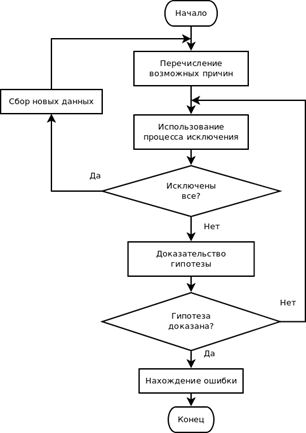 Начало
Перечисление
возможных причин
Сбор новых данных
Использование
процесса исключения
Да
Исключены
все?
Нет
Доказательство
гипотезы
Гипотеза
доказана?
Нет
Да
Нахождение ошибки
Конец